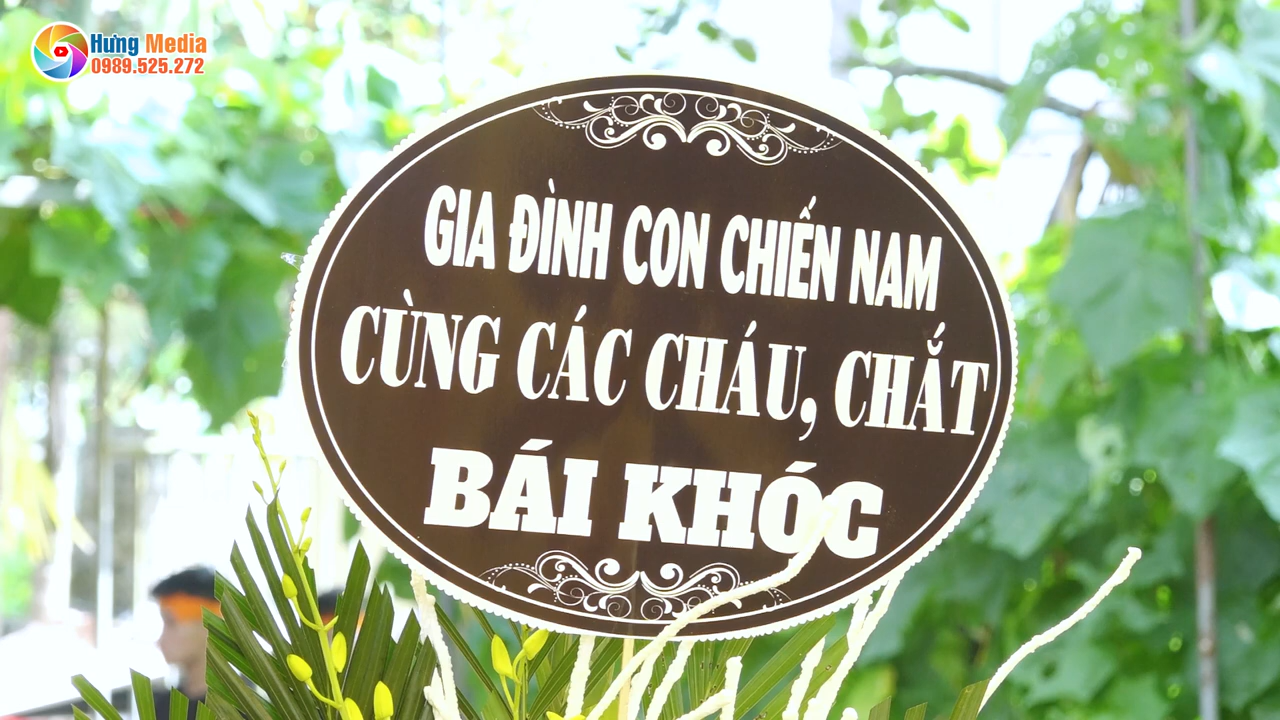 Hưng Media
0989.525.272
GIA ĐÌNH CON CHIẾN NAM
CÙNG CÁC CHÁU, CHẮT
BÁI KHÓC